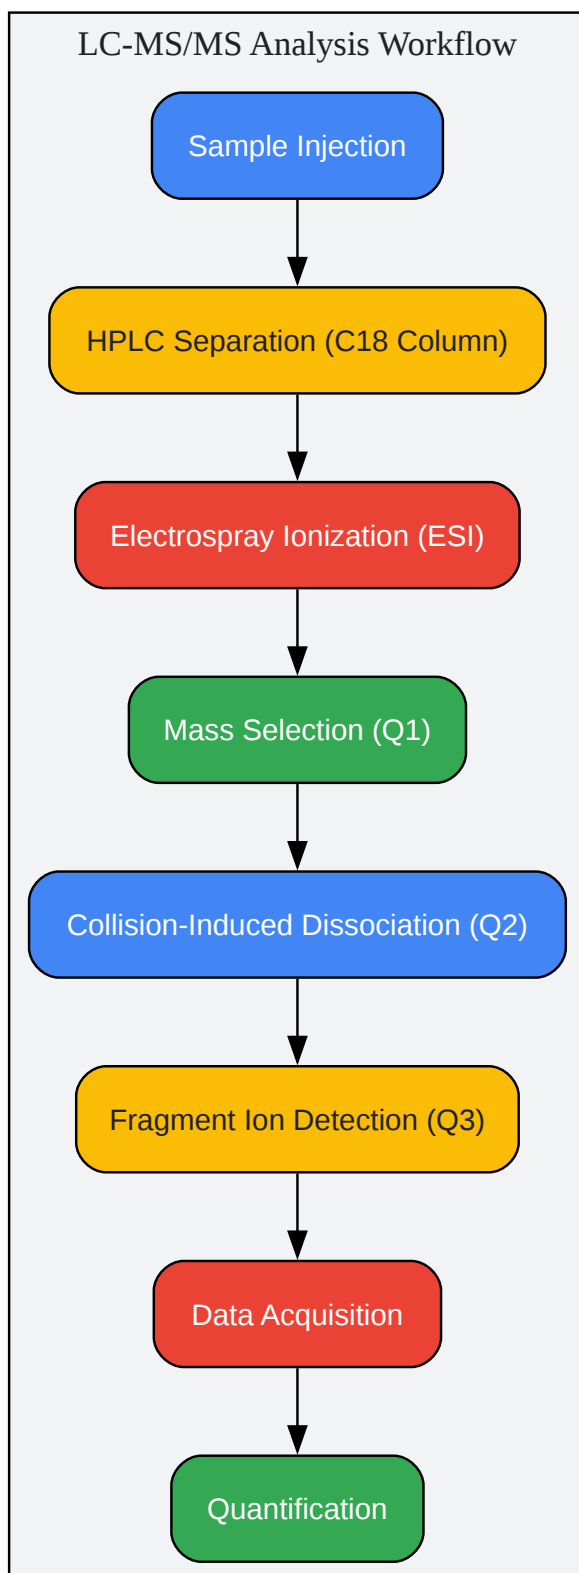 LC-MS/MS Analysis Workflow
Sample Injection
HPLC Separation (C18 Column)
Electrospray Ionization (ESI)
Mass Selection (Q1)
Collision-Induced Dissociation (Q2)
Fragment Ion Detection (Q3)
Data Acquisition
Quantification